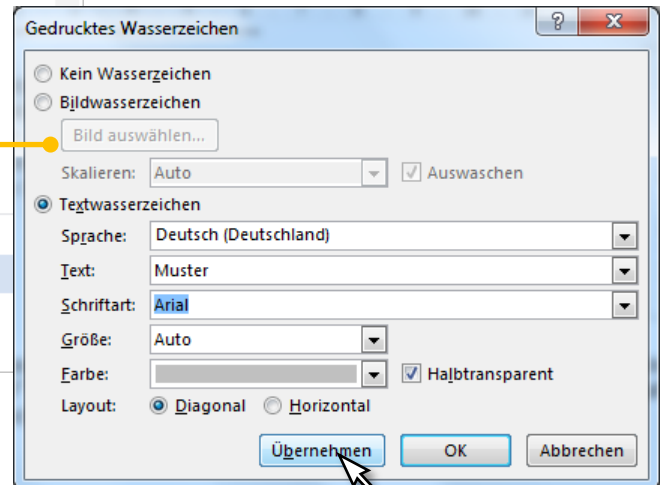 Gedrucktes Wasserzeichen
Kein Wasserzeichen
Bildwasserzeichen
Bild auswählen...
Skalieren: Auto Auswaschen
Textwasserzeichen
Sprache: Deutsch (Deutschland)
Text: Muster
Schriftart: Arial
Größe: Auto
Farbe: Halbtransparent
Layout: Diagonal Horizontal
Übernehmen OK Abbrechen